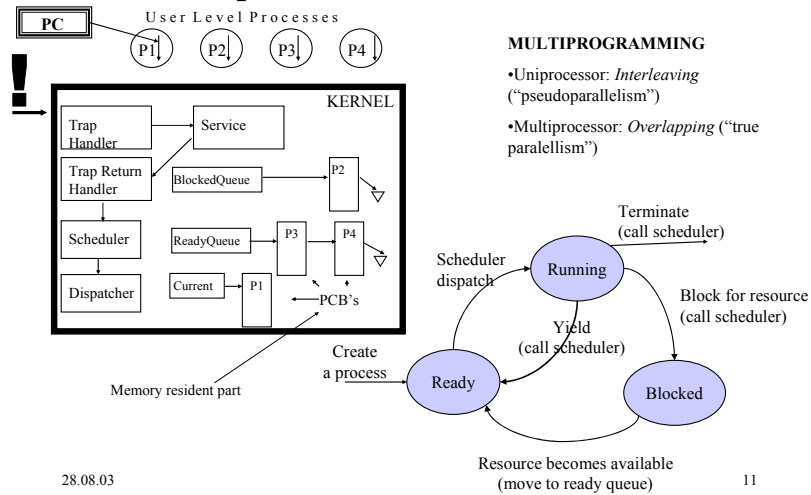 PC
User Level Processes
P1
P2
P3
P4
!
KERNEL
Trap
Handler
Service
Trap Return
Handler
BlockedQueue
P2
Scheduler
ReadyQueue
P3
P4
Dispatcher
Current
P1
PCB's
Memory resident part
MULTIPROGRAMMING
•Uniprocessor: Interleaving
(“pseudoparallelism”)
•Multiprocessor: Overlapping (“true
paralellism”)
Terminate
(call scheduler)
Scheduler
dispatch
Running
Block for resource
(call scheduler)
Yield
(call scheduler)
Create
a process
Ready
Blocked
Resource becomes available
(move to ready queue)
28.08.03
11